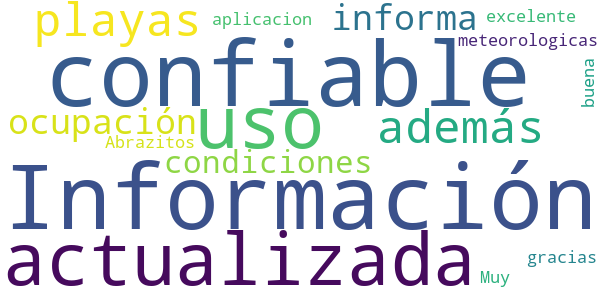 playas
aplicacion
informa
excelente
meteorologicas
confiable
buena
ocupación
uso
además
Abrazitos
condiciones
Información
actualizada
gracias
Muy